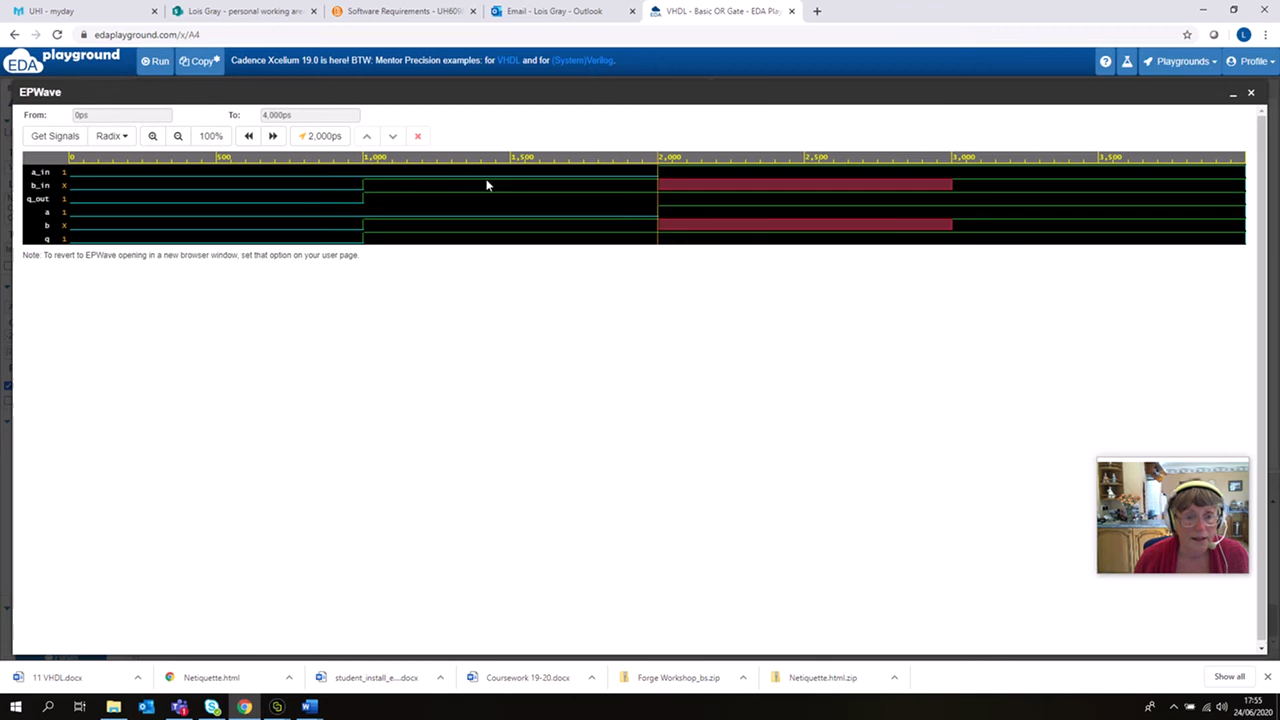 UHI - myday
Lois Gray - personal working are
Software Requirements - UH609
Email - Lois Gray - Outlook
VHDL - Basic OR Gate - EDA Pla
edaplayground.com/x/A4
L
EDA playground
Run
Copy*
Cadence Xcelium 19.0 is here! BTW: Mentor Precision examples: for VHDL and for (System)Verilog.
Playgrounds
Profile
EPWave
From: 0ps To: 4,000ps
Get Signals Radix 100% 2,000ps
0 500 1,000 1,500 2,000 2,500 3,000 3,500
a_in 1
b_in X
q_out 1
a 1
b X
q 1
Note: To revert to EPWave opening in a new browser window, set that option on your user page.
11 VHDL.docx
Netiquette.html
student_install_e....docx
Coursework 19-20.docx
Forge Workshop_bs.zip
Netiquette.html.zip
Show all
17:55
24/06/2020